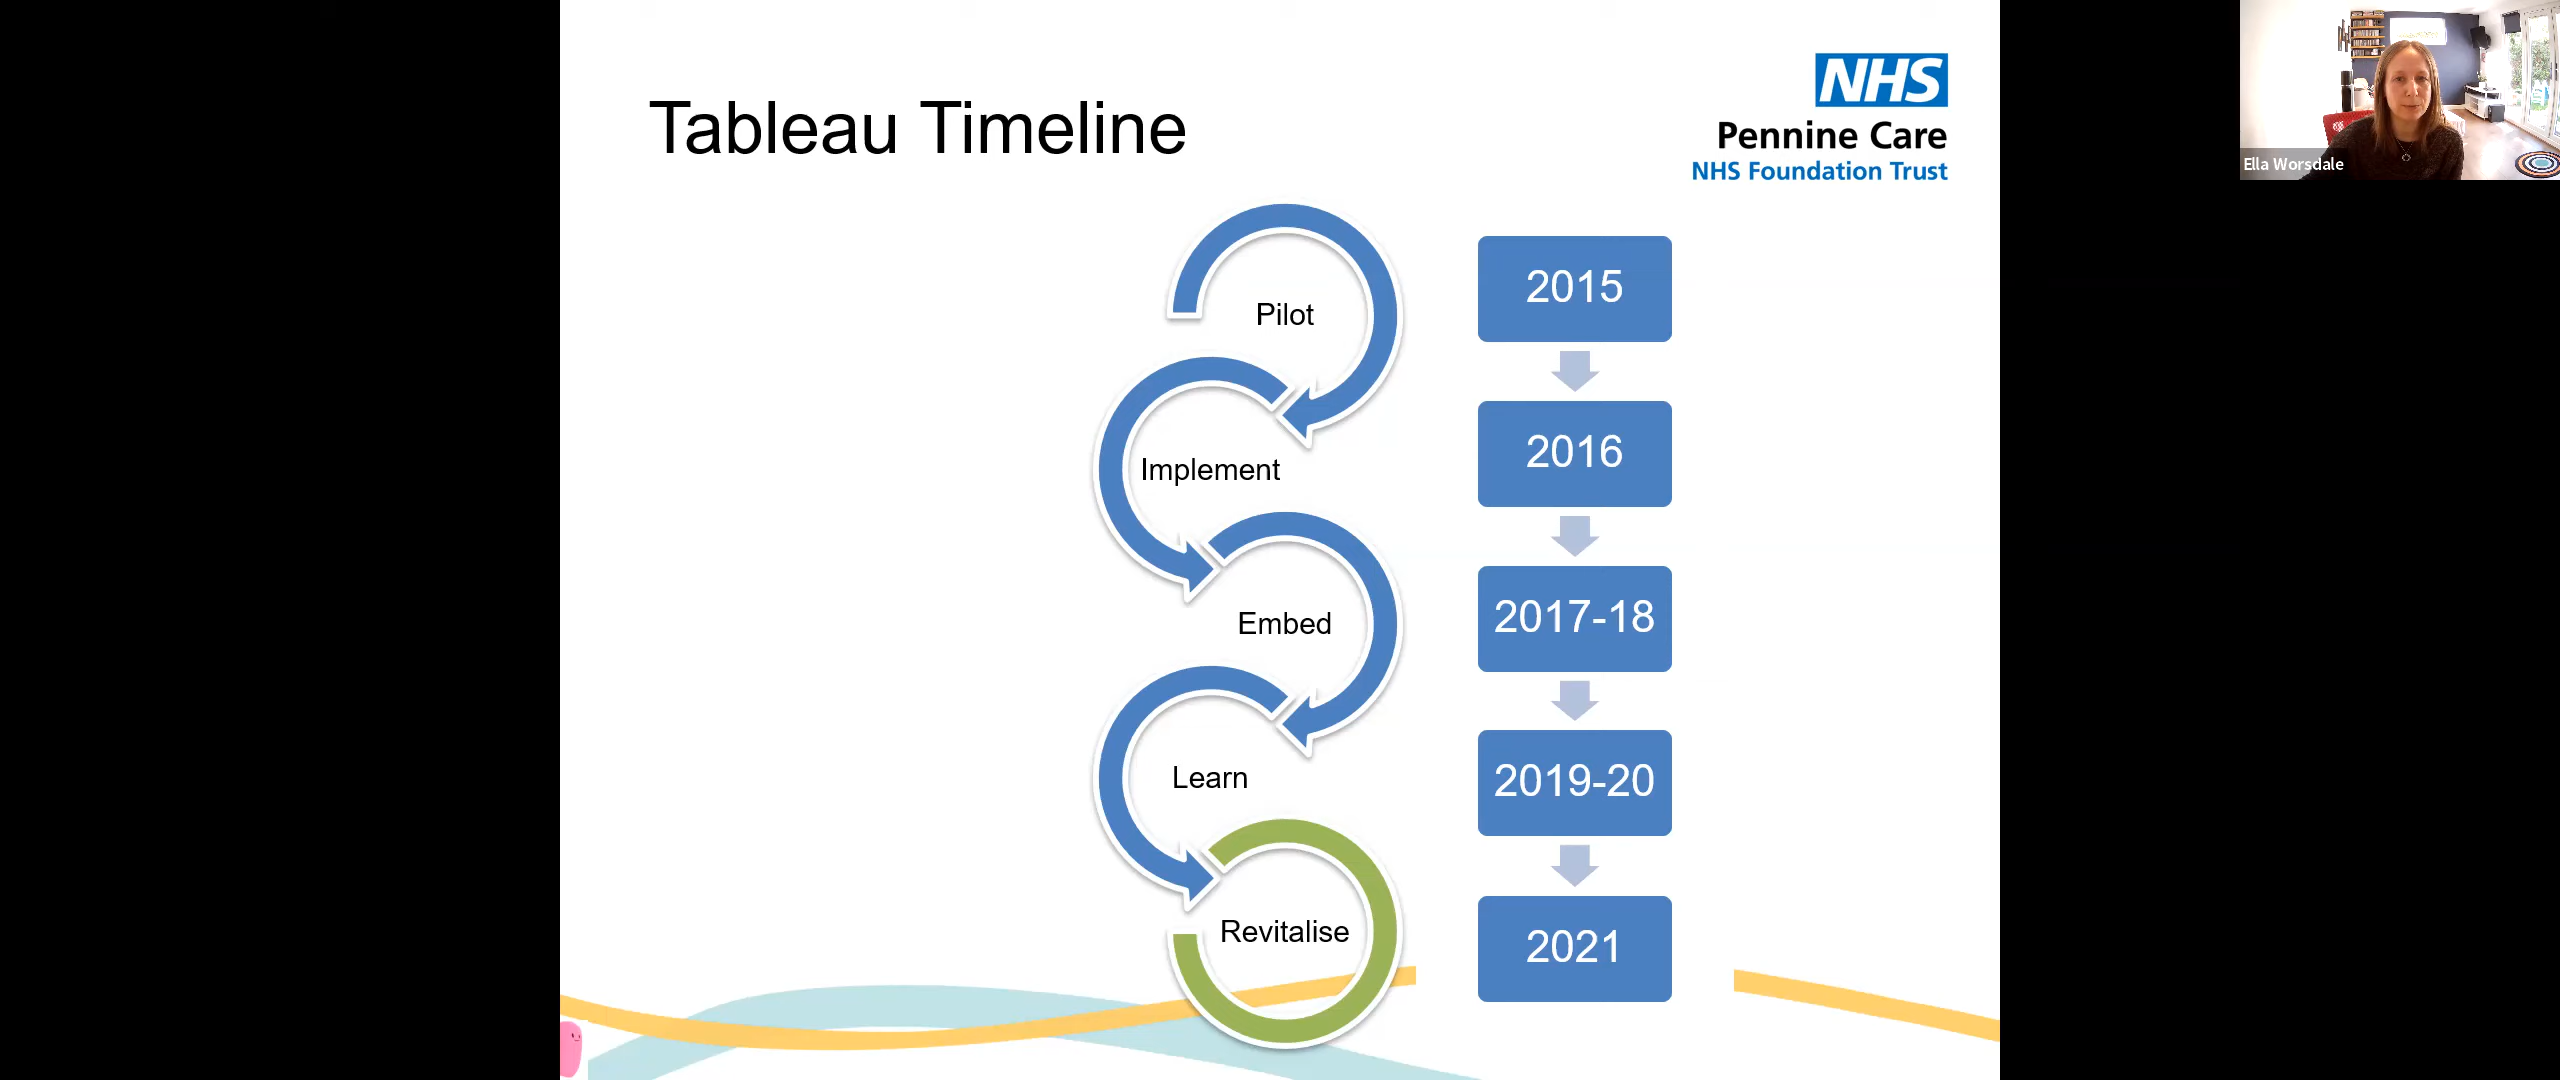 Tableau Timeline
NHS
Pennine Care
NHS Foundation Trust
Ella Worsdale
Pilot
2015
Implement
2016
Embed
2017-18
Learn
2019-20
Revitalise
2021